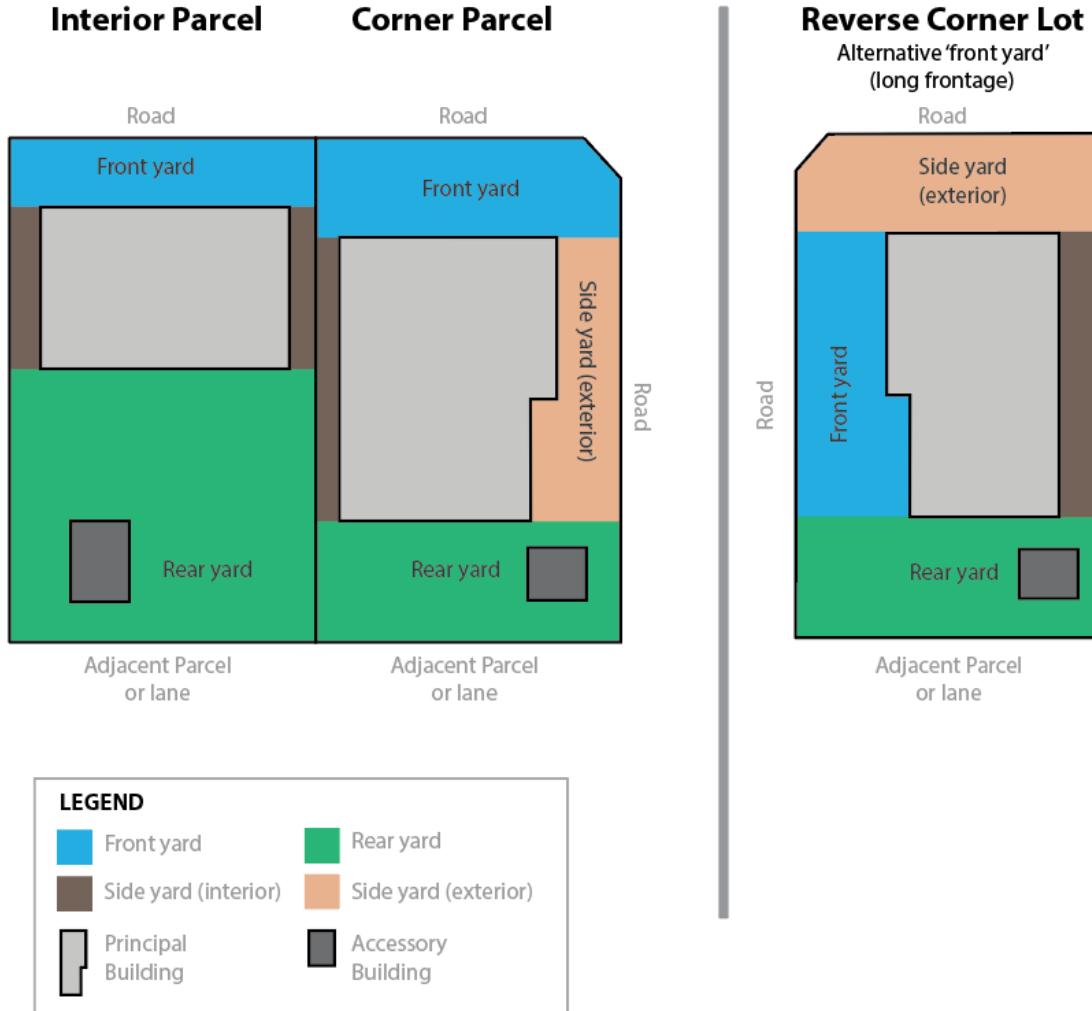 Interior Parcel
Corner Parcel
Reverse Corner Lot
Alternative ‘front yard’
(long frontage)
Road
Road
Road
Front yard
Front yard
Side yard
(exterior)
Side yard (exterior)
Road
Road
Front yard
Rear yard
Rear yard
Rear yard
Adjacent Parcel
or lane
Adjacent Parcel
or lane
Adjacent Parcel
or lane
LEGEND
Front yard
Rear yard
Side yard (interior)
Side yard (exterior)
Principal
Building
Accessory
Building